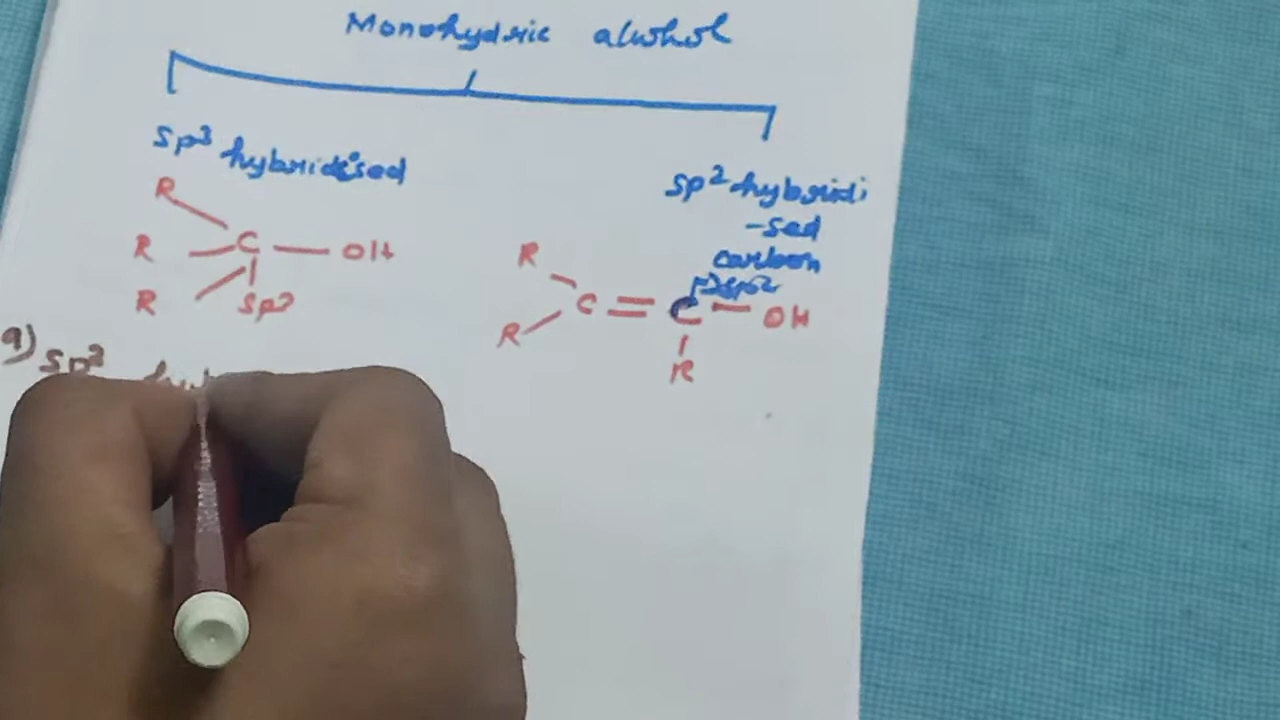 Monohydric alcohol
sp³ hybridised
sp² hybridi
-sed
carbon
sp2
R
R C — OH
R sp³
R
C = C — OH
R
R
a) sp³